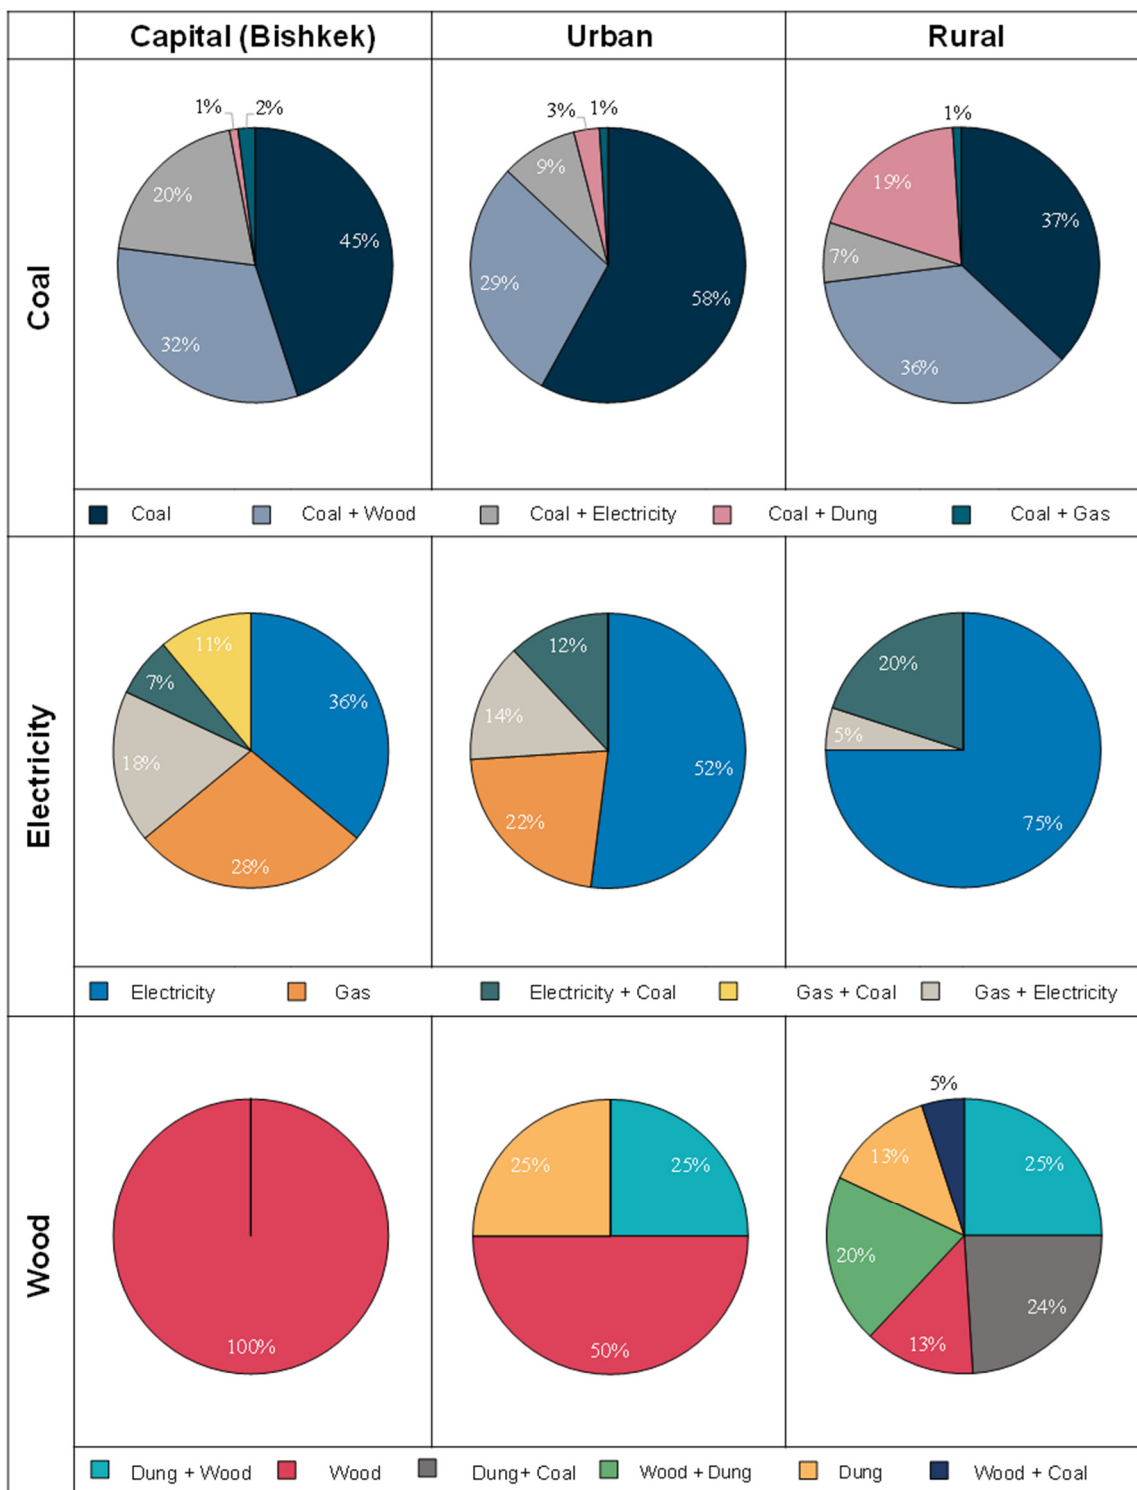 Capital (Bishkek) Urban Rural
Coal
1% 2% 20% 45% 32%
3% 1% 9% 29% 58%
1% 19% 37% 7% 36%
Coal Coal + Wood Coal + Electricity Coal + Dung Coal + Gas
Electricity
11% 7% 36% 18% 28%
12% 14% 52% 22%
20% 5% 75%
Electricity Gas Electricity + Coal Gas + Coal Gas + Electricity
Wood
100%
25% 25% 50%
5% 13% 25% 20% 24% 13%
Dung + Wood Wood Dung+ Coal Wood + Dung Dung Wood + Coal